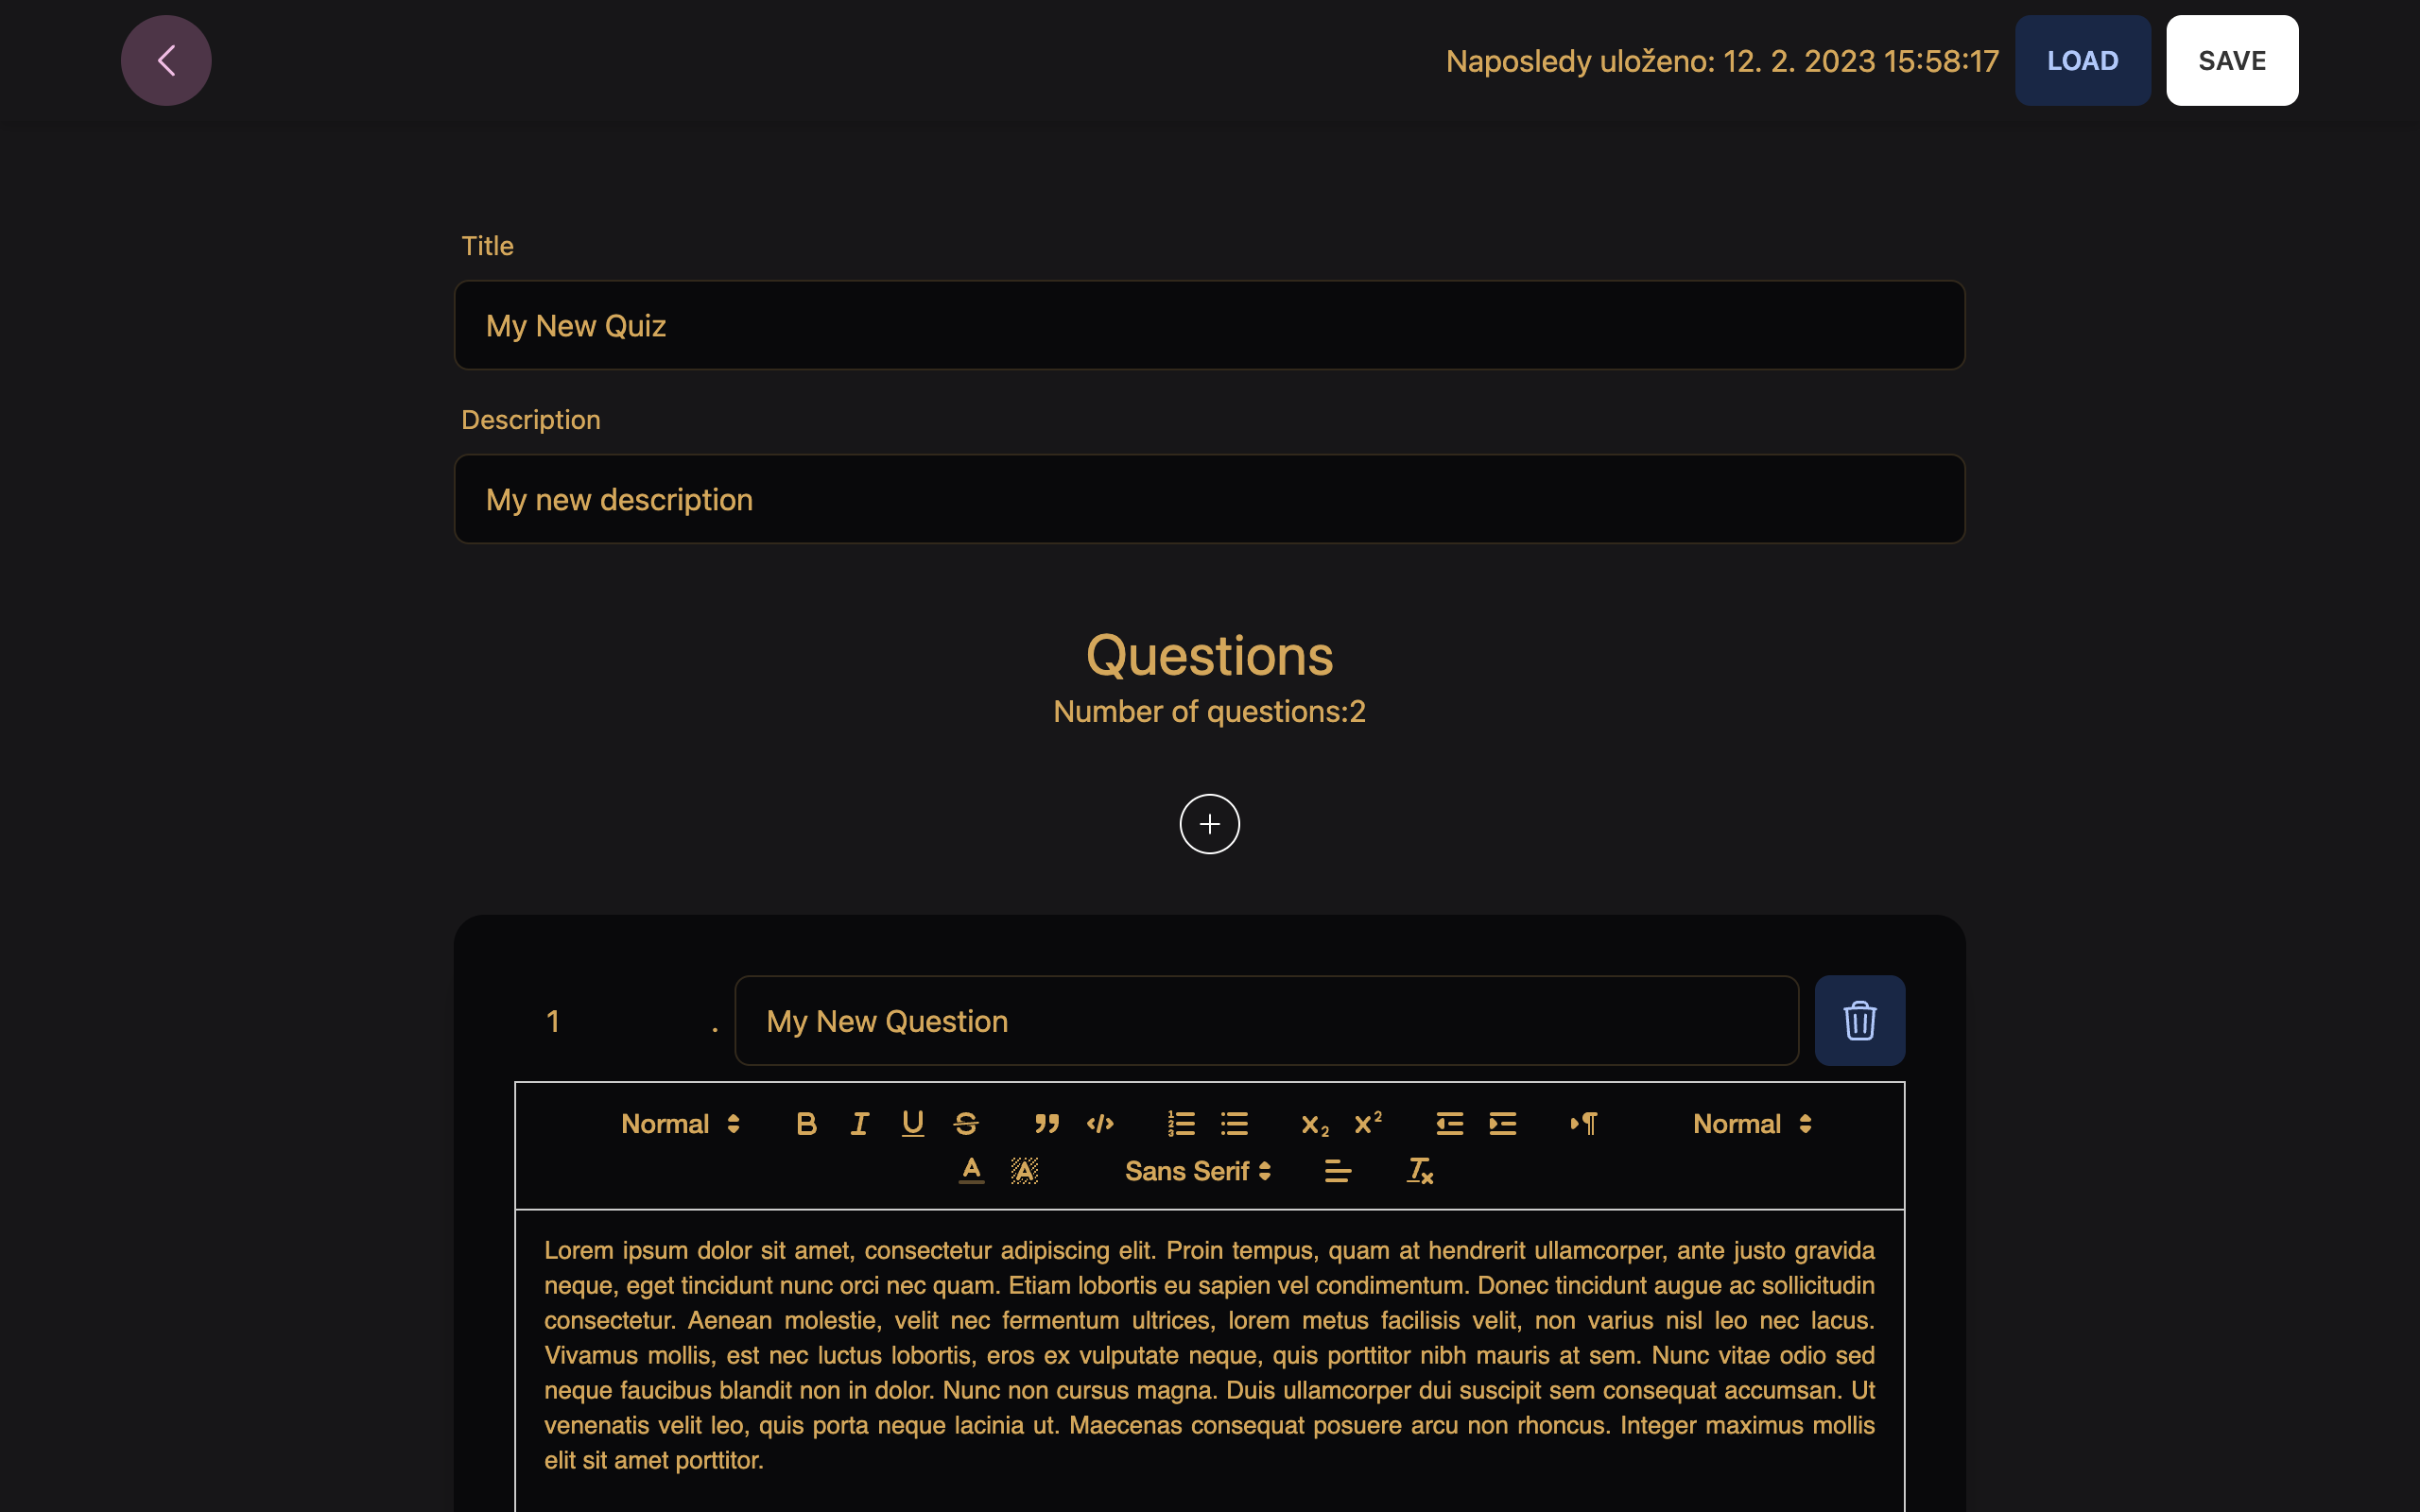 Naposledy uloženo: 12. 2. 2023 15:58:17 LOAD SAVE
Title
My New Quiz
Description
My new description
Questions
Number of questions:2
1 . My New Question
Normal Normal
Sans Serif
Lorem ipsum dolor sit amet, consectetur adipiscing elit. Proin tempus, quam at hendrerit ullamcorper, ante justo gravida
neque, eget tincidunt nunc orci nec quam. Etiam lobortis eu sapien vel condimentum. Donec tincidunt augue ac sollicitudin
consectetur. Aenean molestie, velit nec fermentum ultrices, lorem metus facilisis velit, non varius nisl leo nec lacus.
Vivamus mollis, est nec luctus lobortis, eros ex vulputate neque, quis porttitor nibh mauris at sem. Nunc vitae odio sed
neque faucibus blandit non in dolor. Nunc non cursus magna. Duis ullamcorper dui suscipit sem consequat accumsan. Ut
venenatis velit leo, quis porta neque lacinia ut. Maecenas consequat posuere arcu non rhoncus. Integer maximus mollis
elit sit amet porttitor.